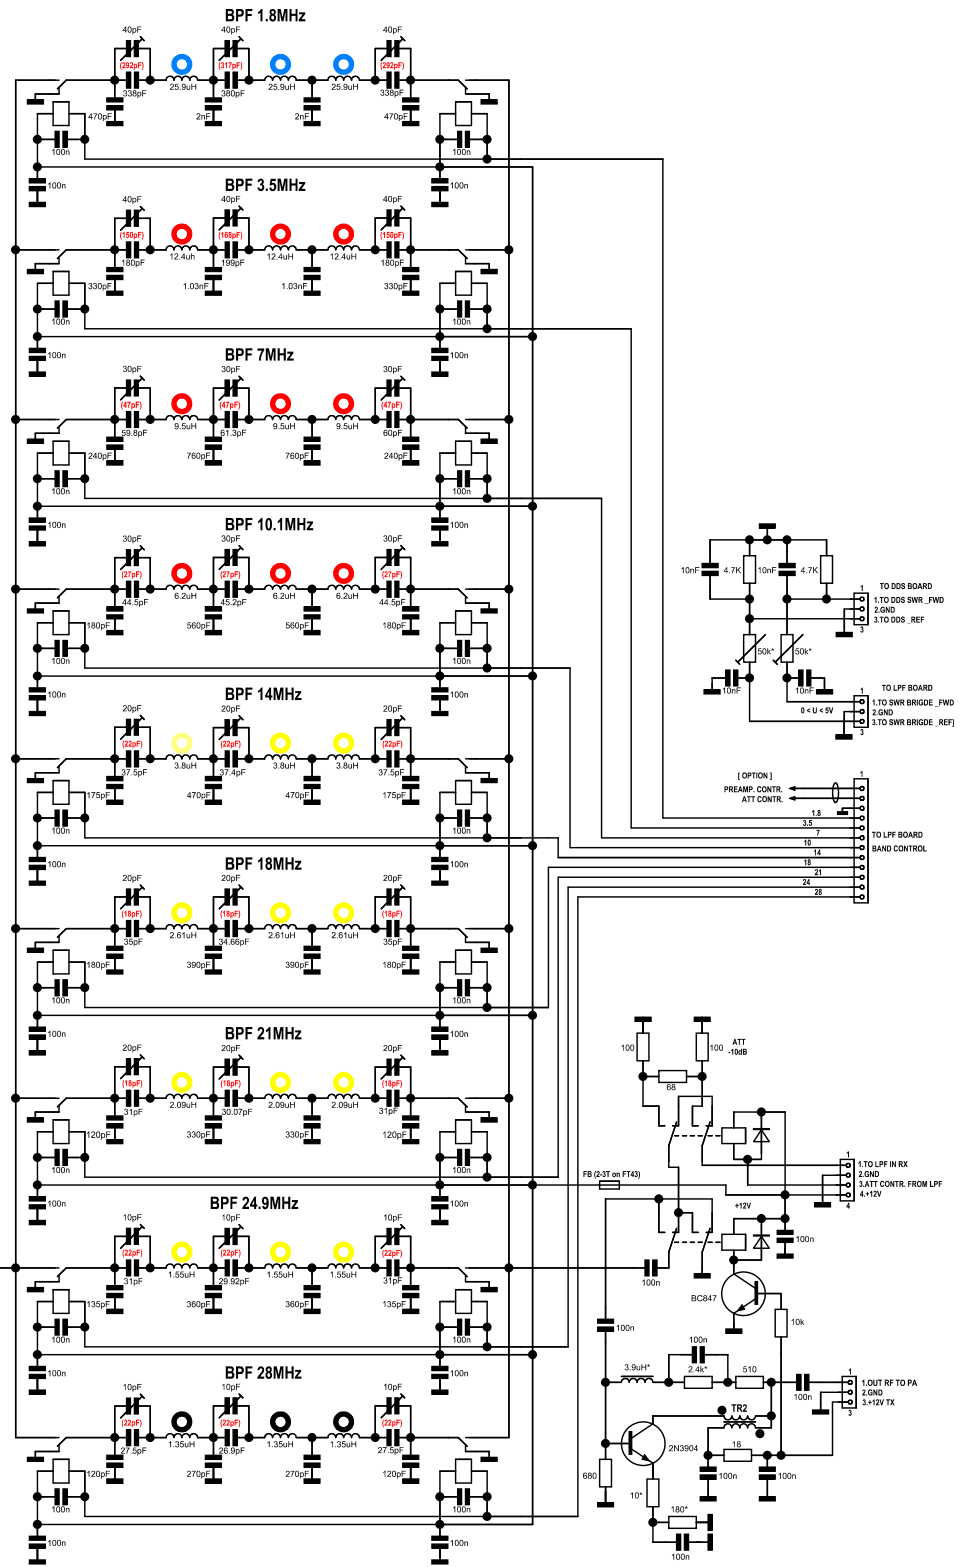 BPF 1.8MHz
40pF 40pF 40pF
(292pF) (317pF) (292pF)
338pF 25.9uH 380pF 25.9uH 25.9uH 338pF
470pF 2nF 2nF 470pF
100n 100n
100n 100n
BPF 3.5MHz
40pF 40pF 40pF
(150pF) (168pF) (150pF)
180pF 12.4uh 199pF 12.4uH 12.4uH 180pF
330pF 1.03nF 1.03nF 330pF
100n 100n
100n 100n
BPF 7MHz
30pF 30pF 30pF
(47pF) (47pF) (47pF)
59.8pF 9.5uH 61.3pF 9.5uH 9.5uH 60pF
240pF 760pF 760pF 240pF
100n 100n
100n 100n
BPF 10.1MHz
30pF 30pF 30pF
(27pF) (27pF) (27pF)
44.5pF 6.2uH 45.2pF 6.2uH 6.2uH 44.5pF
180pF 560pF 560pF 180pF
100n 100n
100n 100n
BPF 14MHz
20pF 20pF 20pF
(22pF) (22pF) (22pF)
37.5pF 3.8uH 37.4pF 3.8uH 3.8uH 37.5pF
175pF 470pF 470pF 175pF
100n 100n
100n 100n
BPF 18MHz
20pF 20pF 20pF
(18pF) (18pF) (18pF)
35pF 2.61uH 34.66pF 2.61uH 2.61uH 35pF
180pF 390pF 390pF 180pF
100n 100n
100n 100n
BPF 21MHz
20pF 20pF 20pF
(18pF) (18pF) (18pF)
31pF 2.09uH 30.07pF 2.09uH 2.09uH 31pF
120pF 330pF 330pF 120pF
100n 100n
100n 100n
BPF 24.9MHz
10pF 10pF 10pF
(22pF) (22pF) (22pF)
31pF 1.55uH 29.92pF 1.55uH 1.55uH 31pF
135pF 360pF 360pF 135pF
100n 100n
100n 100n
BPF 28MHz
10pF 10pF 10pF
(22pF) (22pF) (22pF)
27.5pF 1.35uH 26.9pF 1.35uH 1.35uH 27.5pF
120pF 270pF 270pF 120pF
100n 100n
100n 100n
10nF 4.7K 10nF 4.7K
TO DDS BOARD
1
1.TO DDS SWR _FWD
2.GND
3.TO DDS _REF
3
50k* 50k*
10nF 10nF
TO LPF BOARD
1
1.TO SWR BRIGDE _FWD
0 < U < 5V 2.GND
3.TO SWR BRIGDE _REF]
3
[ OPTION ] 1
PREAMP. CONTR.
ATT CONTR.
1.8
3.5
7 TO LPF BOARD
10 BAND CONTROL
14
18
21
24
28
100 100 ATT
-10dB
68
1
1.TO LPF IN RX
2.GND
3.ATT CONTR. FROM LPF
4.+12V
4
FB (2-3T on FT43)
+12V
100n
100n
BC847
10k
100n
100n
3.9uH* 2.4k* 510
100n
1
1.OUT RF TO PA
2.GND
3.+12V TX
3
TR2
2N3904
18
680
100n 100n
10*
180*
100n